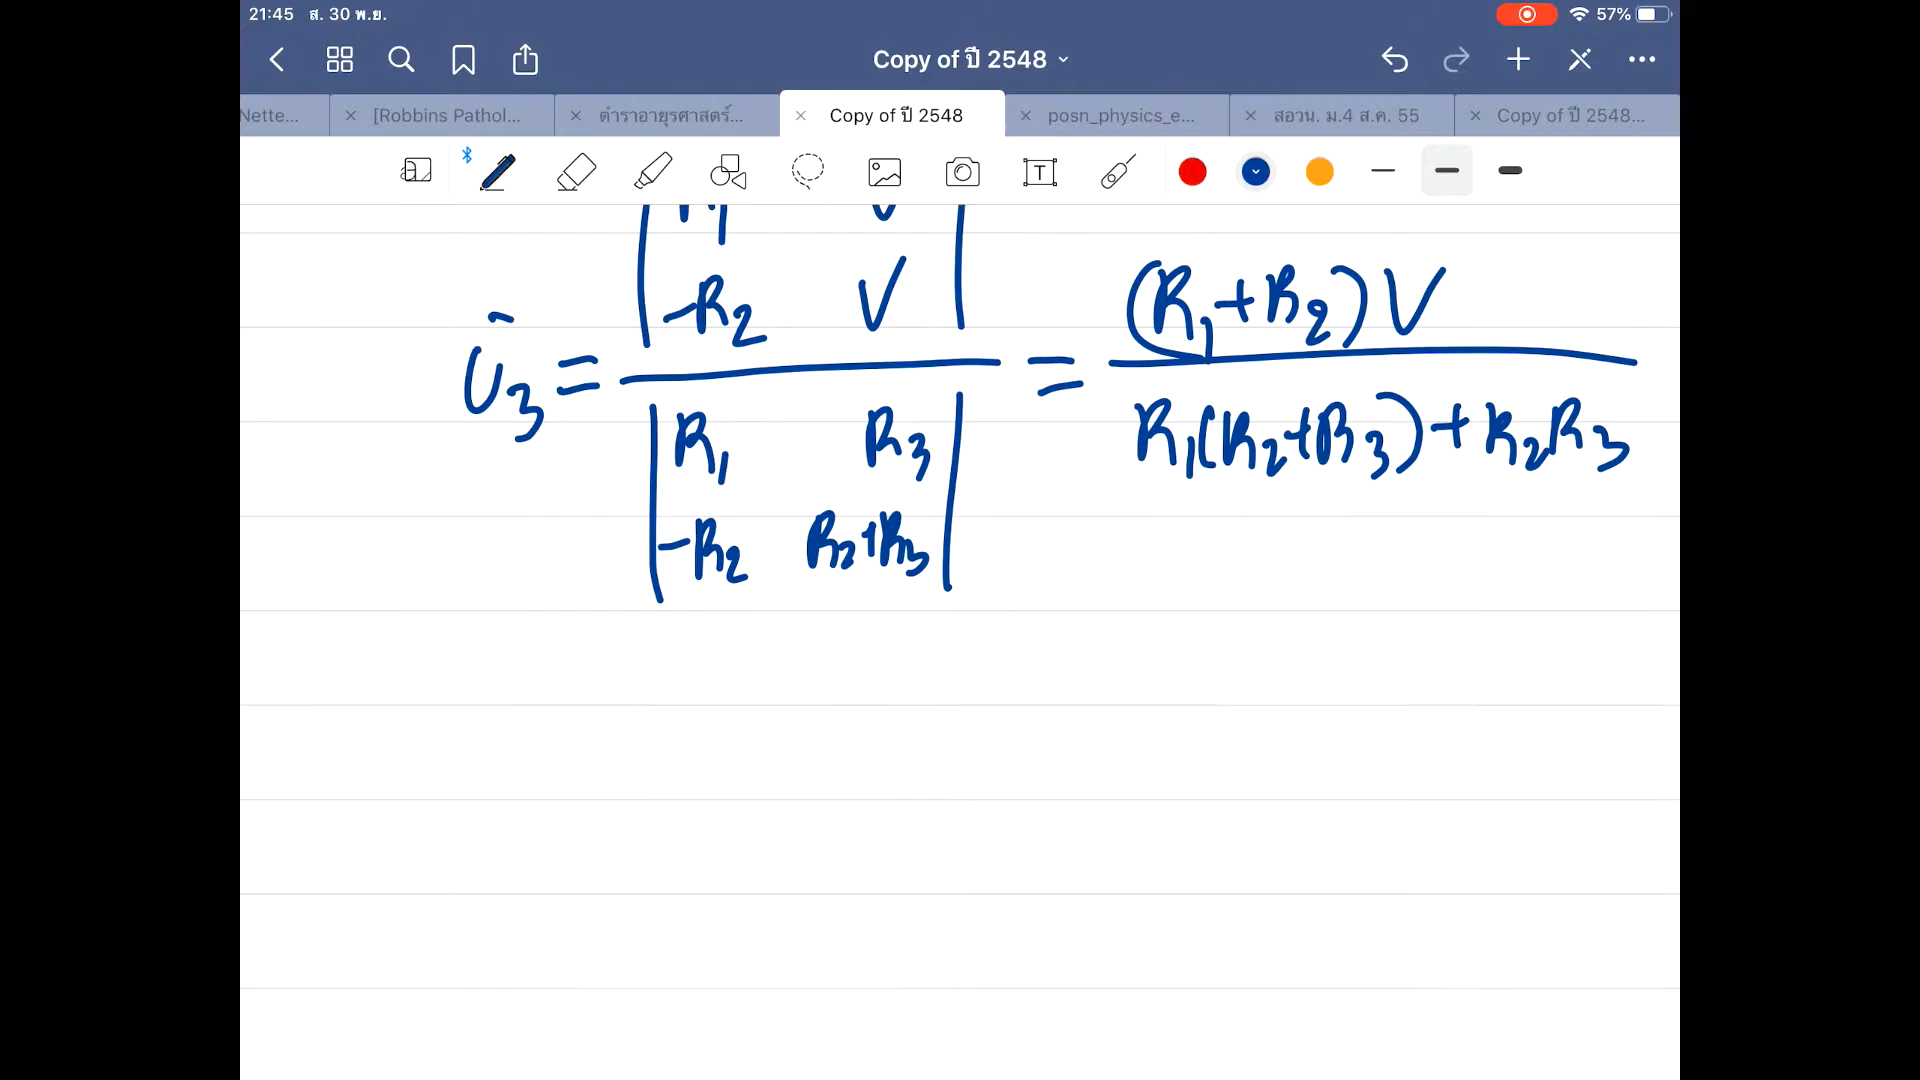 21:45 ส. 30 พ.ย. 57%
Copy of ปี 2548
Nette... [Robbins Pathol... ตำราอายุรศาสตร์... Copy of ปี 2548 posn_physics_e... สอวน. ม.4 ส.ค. 55 Copy of ปี 2548...
T
-R₂ V
(R₁+R₂)V
i₃ = =
R₁ R₃
R₁(R₂+R₃)+R₂R₃
-R₂ R₂+R₃